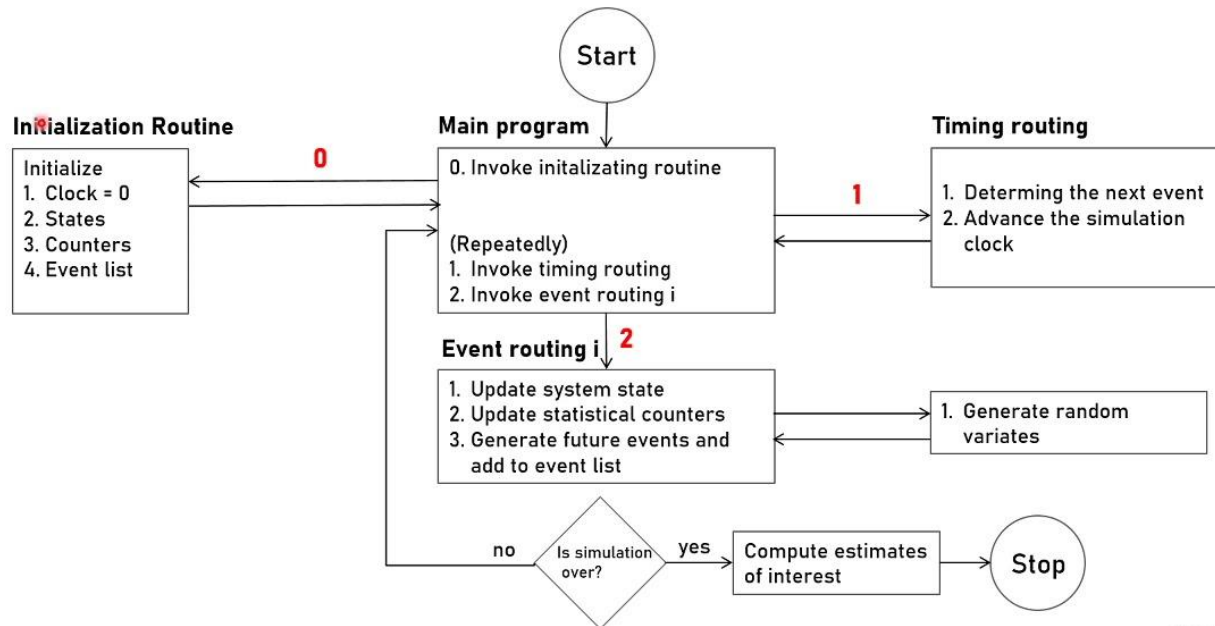 Start
Initialization Routine
Initialize
1. Clock = 0
2. States
3. Counters
4. Event list
0
Main program
0. Invoke initalizating routine
(Repeatedly)
1. Invoke timing routing
2. Invoke event routing i
1
Timing routing
1. Determing the next event
2. Advance the simulation
clock
2
Event routing i
1. Update system state
2. Update statistical counters
3. Generate future events and
add to event list
1. Generate random
variates
no
Is simulation
over?
yes
Compute estimates
of interest
Stop